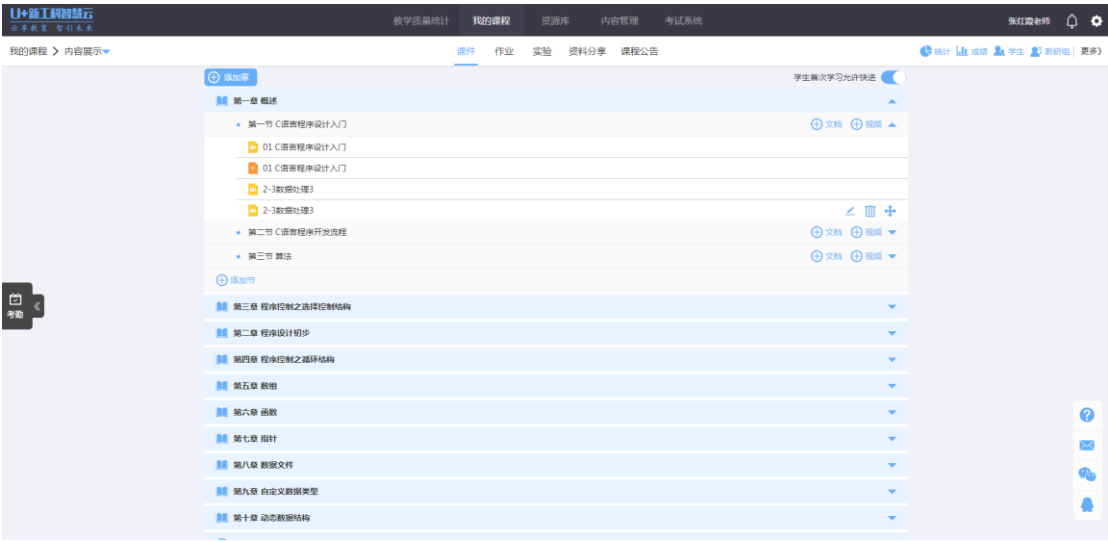 U+新工科智慧云
云享教育 智引未来
教学质量统计 我的课程 资源库 内容管理 考试系统
张红霞老师
我的课程 > 内容展示
课件 作业 实验 资料分享 课程公告
统计 成绩 学生 教研组 更多》
添加章
学生首次学习允许快进
第一章 概述
第一节 C语言程序设计入门
文档 视频
01 C语言程序设计入门
01 C语言程序设计入门
2-3数据处理3
2-3数据处理3
第二节 C语言程序开发流程
文档 视频
第三节 算法
文档 视频
添加节
考勤
第三章 程序控制之选择控制结构
第二章 程序设计初步
第四章 程序控制之循环结构
第五章 数组
第六章 函数
第七章 指针
第八章 数据文件
第九章 自定义数据类型
第十章 动态数据结构